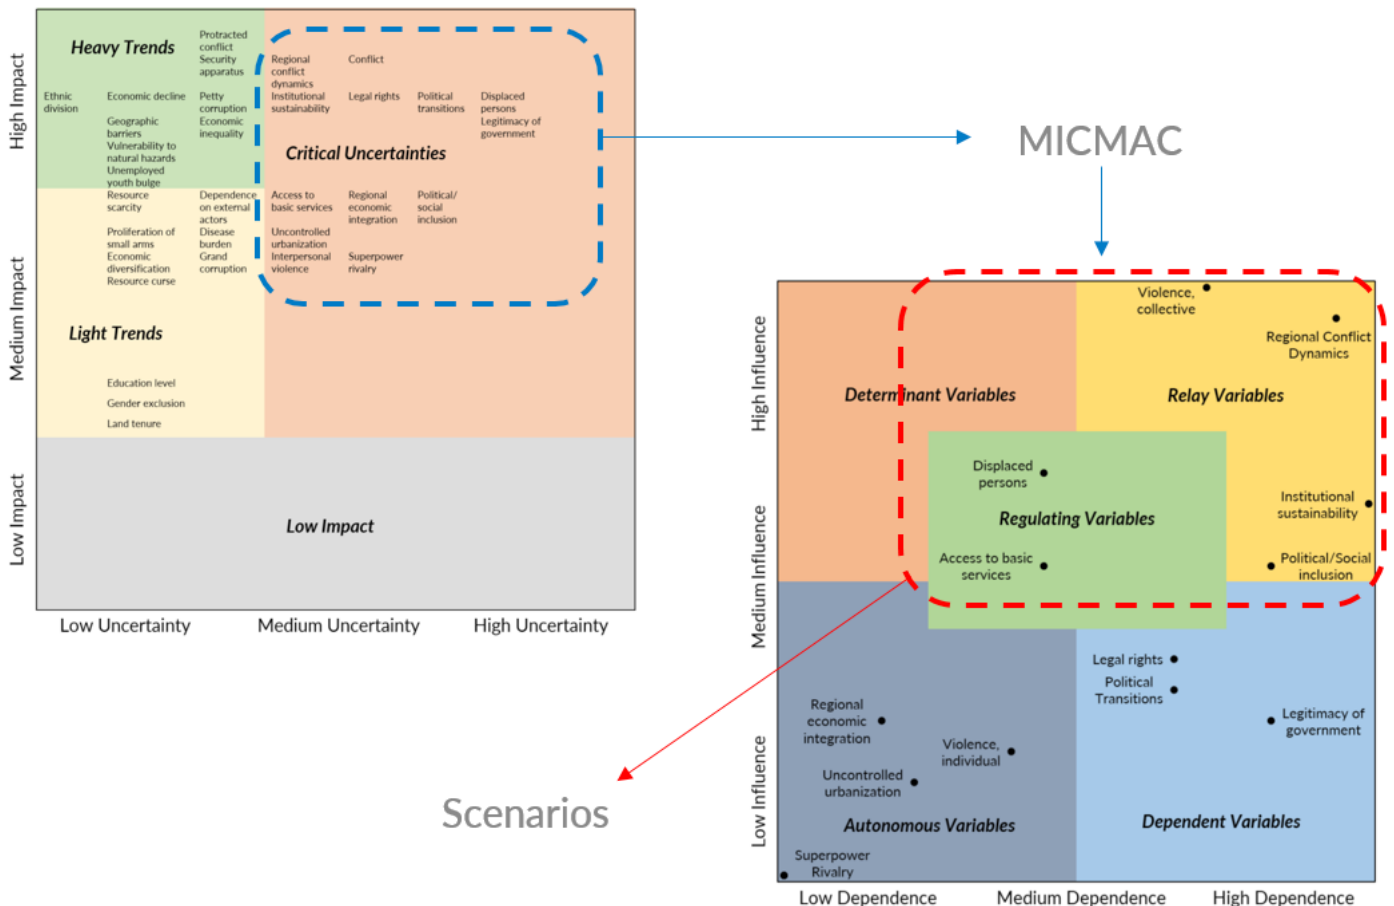 High Impact
Medium Impact
Low Impact
Heavy Trends
Protracted
conflict
Security
apparatus
Ethnic
division
Economic decline
Petty
corruption
Geographic
barriers
Economic
inequality
Vulnerability to
natural hazards
Unemployed
youth bulge
Regional
conflict
dynamics
Conflict
Institutional
sustainability
Legal rights
Political
transitions
Displaced
persons
Legitimacy of
government
Critical Uncertainties
Resource
scarcity
Dependence
on external
actors
Proliferation of
small arms
Disease
burden
Economic
diversification
Grand
corruption
Resource curse
Access to
basic services
Regional
economic
integration
Political/
social
inclusion
Uncontrolled
urbanization
Interpersonal
violence
Superpower
rivalry
Light Trends
Education level
Gender exclusion
Land tenure
Low Impact
Low Uncertainty
Medium Uncertainty
High Uncertainty
MICMAC
High Influence
Medium Influence
Low Influence
Violence,
collective
Regional Conflict
Dynamics
Determinant Variables
Relay Variables
Displaced
persons
Institutional
sustainability
Regulating Variables
Access to basic
services
Political/Social
inclusion
Legal rights
Political
Transitions
Legitimacy of
government
Regional
economic
integration
Violence,
individual
Uncontrolled
urbanization
Autonomous Variables
Dependent Variables
Superpower
Rivalry
Low Dependence
Medium Dependence
High Dependence
Scenarios